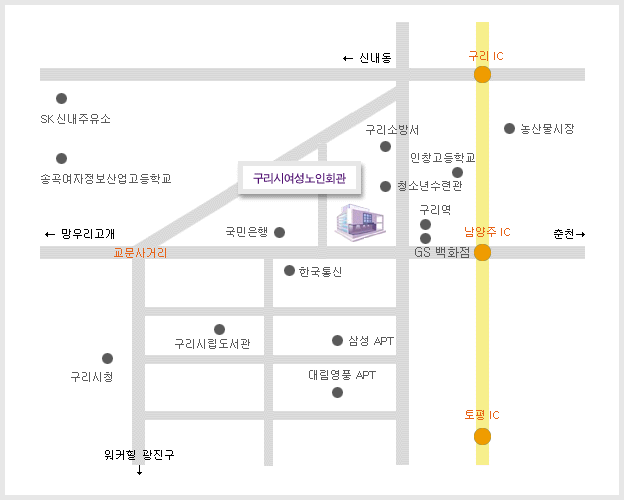 ← 신내동
구리 IC
SK신내주유소
구리소방서
농산물시장
인창고등학교
송곡여자정보산업고등학교
구리시여성노인회관
청소년수련관
구리역
← 망우리고개
국민은행
남양주 IC
춘천→
교문사거리
GS 백화점
한국통신
구리시립도서관
삼성 APT
구리시청
대림영풍 APT
토평 IC
워커힐 광진구
↓